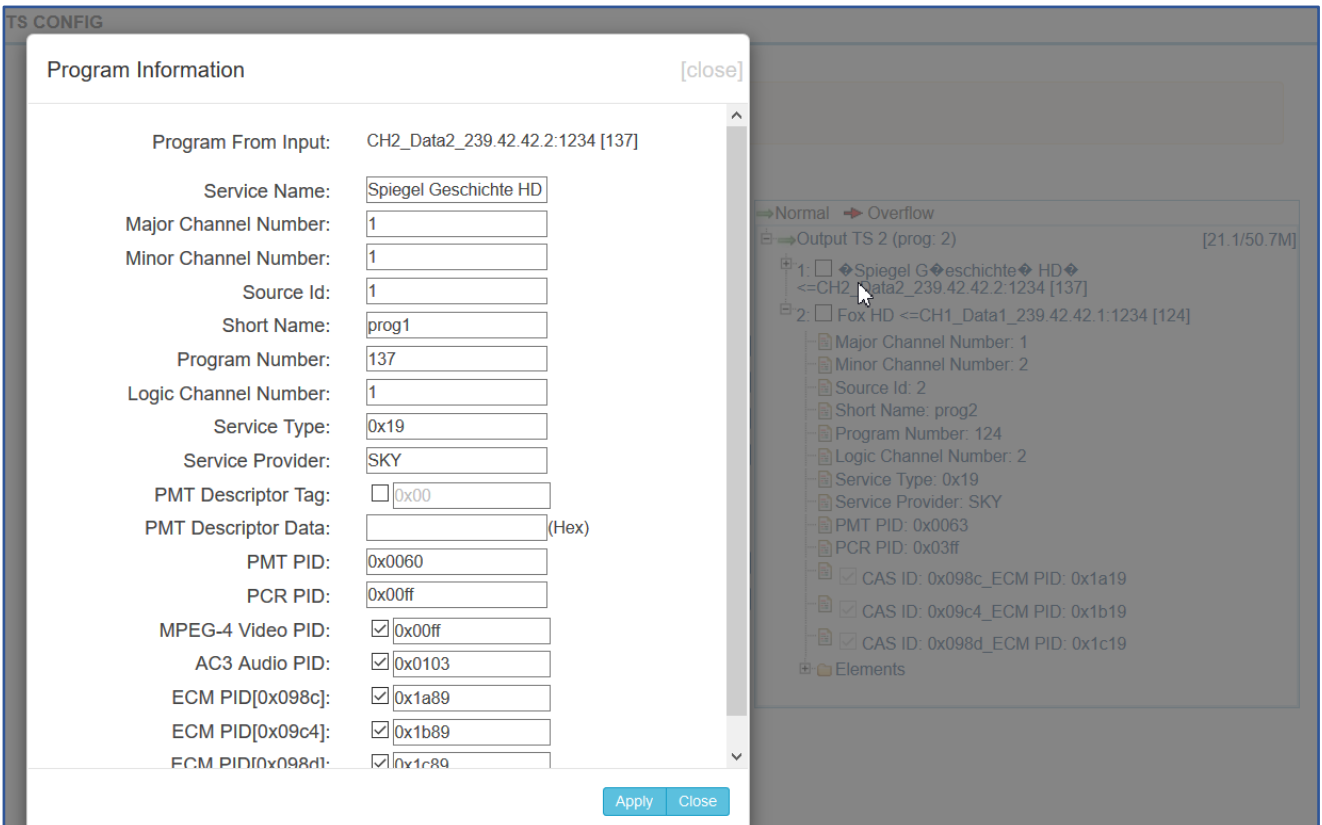 TS CONFIG
Program Information [close]
Program From Input: CH2_Data2_239.42.42.2:1234 [137]
Service Name: Spiegel Geschichte HD
Major Channel Number: 1
Minor Channel Number: 1
Source Id: 1
Short Name: prog1
Program Number: 137
Logic Channel Number: 1
Service Type: 0x19
Service Provider: SKY
PMT Descriptor Tag: 0x00
PMT Descriptor Data: (Hex)
PMT PID: 0x0060
PCR PID: 0x00ff
MPEG-4 Video PID: 0x00ff
AC3 Audio PID: 0x0103
ECM PID[0x098c]: 0x1a89
ECM PID[0x09c4]: 0x1b89
ECM PID[0x098d]: 0x1c89
Apply Close
Normal Overflow
Output TS 2 (prog: 2) [21.1/50.7M]
1: �Spiegel G�eschichte� HD�
<=CH2_Data2_239.42.42.2:1234 [137]
2: Fox HD <=CH1_Data1_239.42.42.1:1234 [124]
Major Channel Number: 1
Minor Channel Number: 2
Source Id: 2
Short Name: prog2
Program Number: 124
Logic Channel Number: 2
Service Type: 0x19
Service Provider: SKY
PMT PID: 0x0063
PCR PID: 0x03ff
CAS ID: 0x098c_ECM PID: 0x1a19
CAS ID: 0x09c4_ECM PID: 0x1b19
CAS ID: 0x098d_ECM PID: 0x1c19
Elements